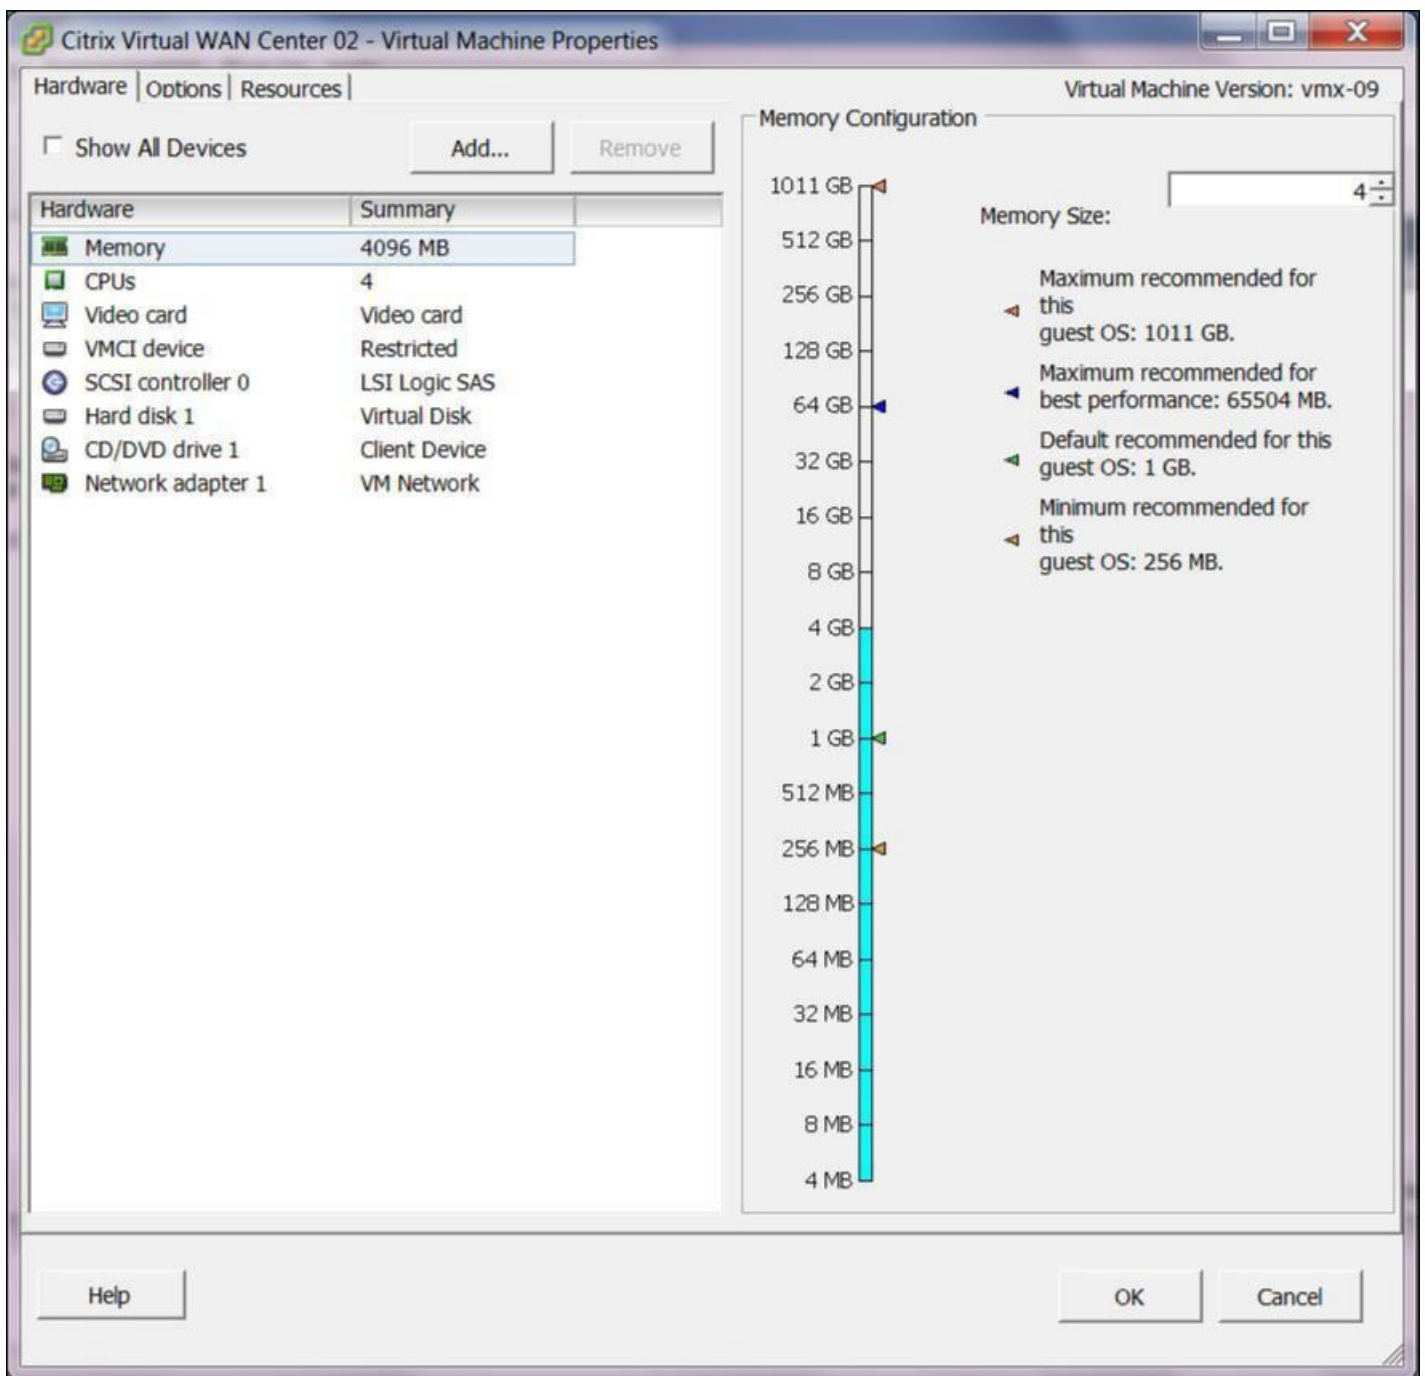 Citrix Virtual WAN Center 02 - Virtual Machine Properties
Hardware Options Resources
Virtual Machine Version: vmx-09
Show All Devices
Add...
Remove
Hardware Summary
Memory 4096 MB
CPUs 4
Video card Video card
VMCI device Restricted
SCSI controller 0 LSI Logic SAS
Hard disk 1 Virtual Disk
CD/DVD drive 1 Client Device
Network adapter 1 VM Network
Memory Configuration
1011 GB
512 GB
256 GB
128 GB
64 GB
32 GB
16 GB
8 GB
4 GB
2 GB
1 GB
512 MB
256 MB
128 MB
64 MB
32 MB
16 MB
8 MB
4 MB
4
Memory Size:
Maximum recommended for
this
guest OS: 1011 GB.
Maximum recommended for
best performance: 65504 MB.
Default recommended for this
guest OS: 1 GB.
Minimum recommended for
this
guest OS: 256 MB.
Help
OK
Cancel